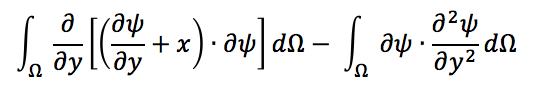 ∫_Ω ∂/∂y [(∂ψ/∂y + x) · ∂ψ] dΩ − ∫_Ω ∂ψ · ∂²ψ/∂y² dΩ